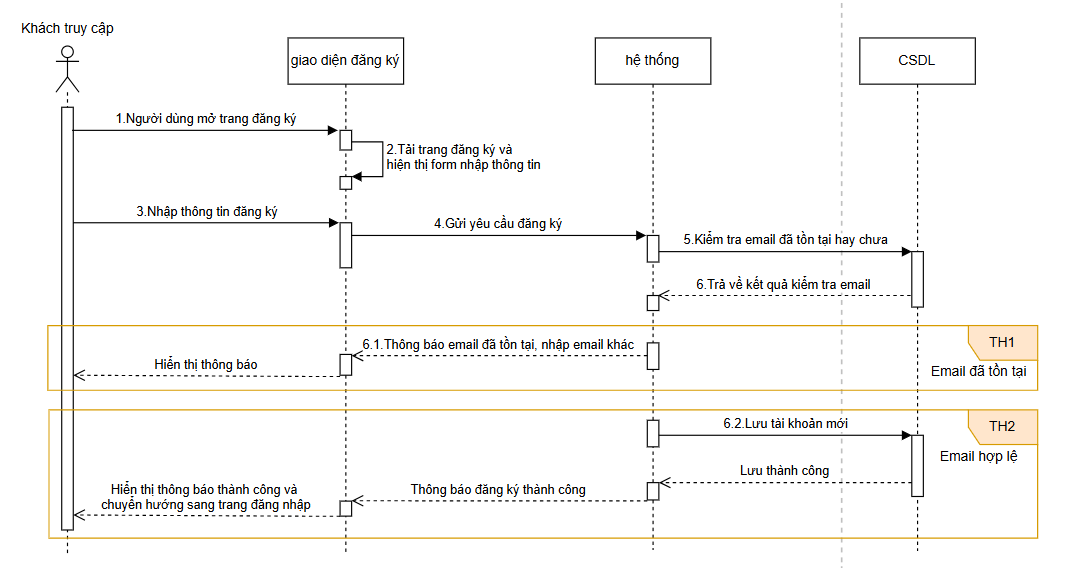 Khách truy cập
giao diện đăng ký
hệ thống
CSDL
1.Người dùng mở trang đăng ký
2.Tải trang đăng ký và
hiện thị form nhập thông tin
3.Nhập thông tin đăng ký
4.Gửi yêu cầu đăng ký
5.Kiểm tra email đã tồn tại hay chưa
6.Trả về kết quả kiểm tra email
TH1
6.1.Thông báo email đã tồn tại, nhập email khác
Hiển thị thông báo
Email đã tồn tại
TH2
6.2.Lưu tài khoản mới
Email hợp lệ
Lưu thành công
Thông báo đăng ký thành công
Hiển thị thông báo thành công và
chuyển hướng sang trang đăng nhập